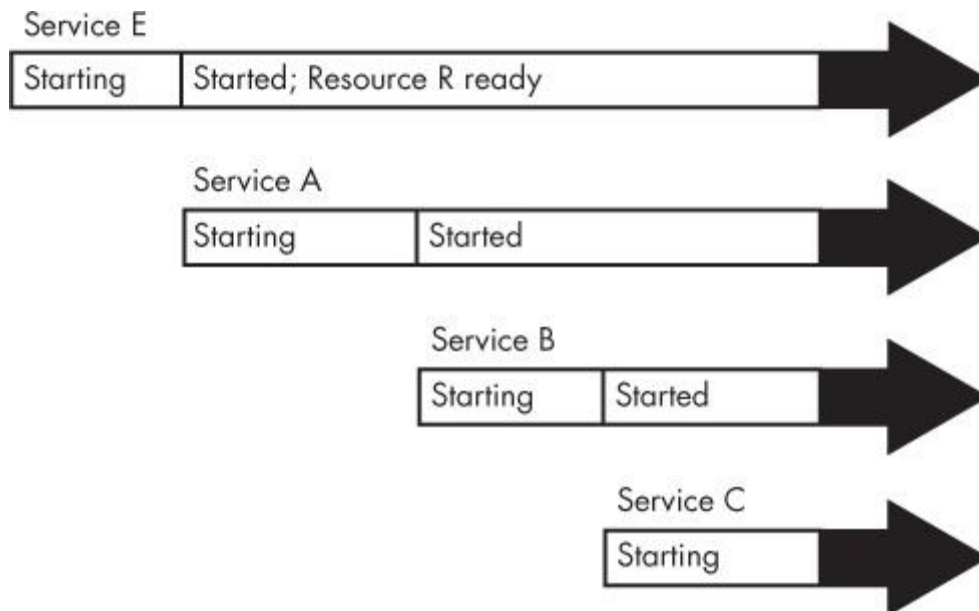 Service E
Starting
Started; Resource R ready
Service A
Starting
Started
Service B
Starting
Started
Service C
Starting